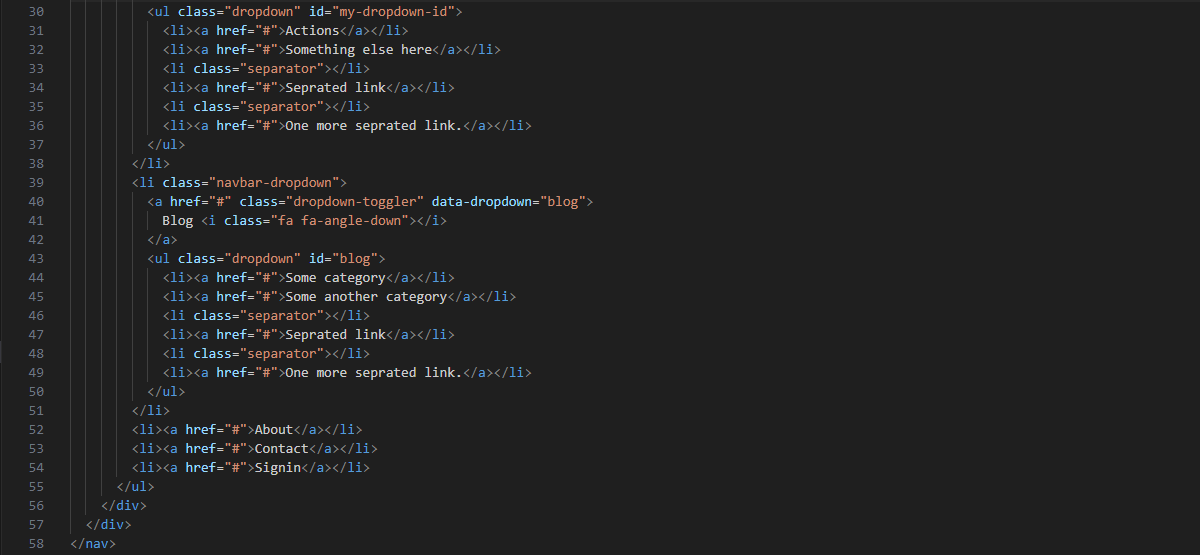 30 <ul class="dropdown" id="my-dropdown-id">
31 <li><a href="#">Actions</a></li>
32 <li><a href="#">Something else here</a></li>
33 <li class="separator"></li>
34 <li><a href="#">Seprated link</a></li>
35 <li class="separator"></li>
36 <li><a href="#">One more seprated link.</a></li>
37 </ul>
38 </li>
39 <li class="navbar-dropdown">
40 <a href="#" class="dropdown-toggler" data-dropdown="blog">
41 Blog <i class="fa fa-angle-down"></i>
42 </a>
43 <ul class="dropdown" id="blog">
44 <li><a href="#">Some category</a></li>
45 <li><a href="#">Some another category</a></li>
46 <li class="separator"></li>
47 <li><a href="#">Seprated link</a></li>
48 <li class="separator"></li>
49 <li><a href="#">One more seprated link.</a></li>
50 </ul>
51 </li>
52 <li><a href="#">About</a></li>
53 <li><a href="#">Contact</a></li>
54 <li><a href="#">Signin</a></li>
55 </ul>
56 </div>
57 </div>
58 </nav>